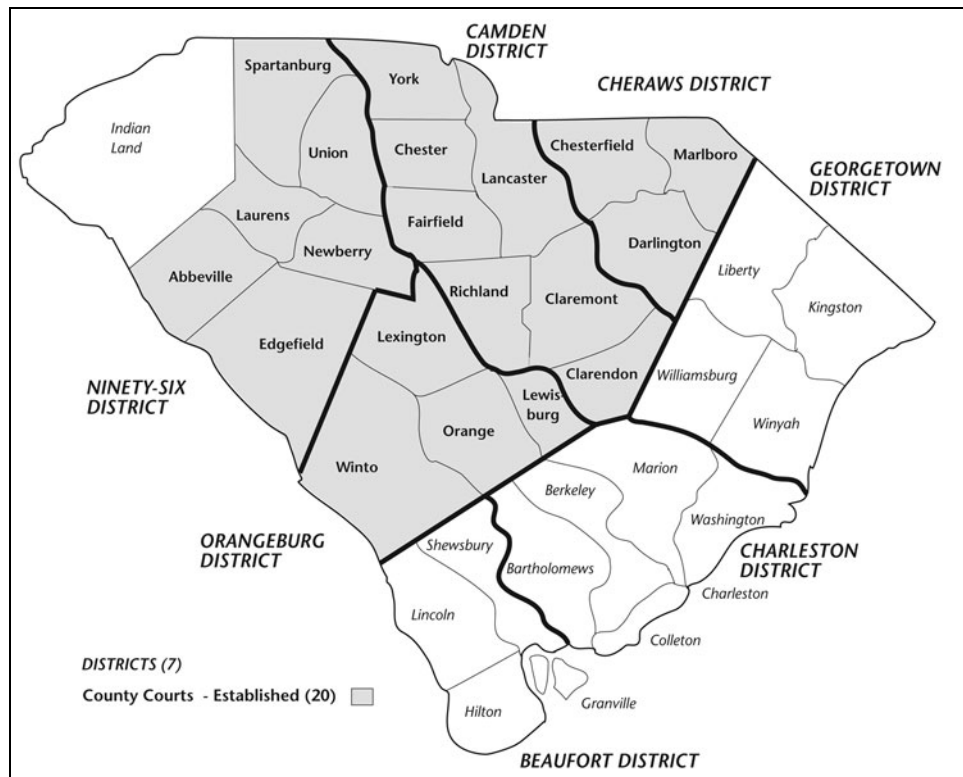 CAMDEN
DISTRICT
Spartanburg
York
CHERAWS DISTRICT
Indian
Land
Union
Chester
Lancaster
Chesterfield
Marlboro
GEORGETOWN
DISTRICT
Laurens
Newberry
Fairfield
Darlington
Abbeville
Richland
Claremont
Liberty
Kingston
Edgefield
Lexington
Clarendon
Williamsburg
NINETY-SIX
DISTRICT
Lewis-
burg
Orange
Winyah
Winto
Marion
Berkeley
Washington
ORANGEBURG
DISTRICT
Shewsbury
Bartholomews
CHARLESTON
DISTRICT
Charleston
Lincoln
Colleton
DISTRICTS (7)
County Courts - Established (20)
Hilton
Granville
BEAUFORT DISTRICT